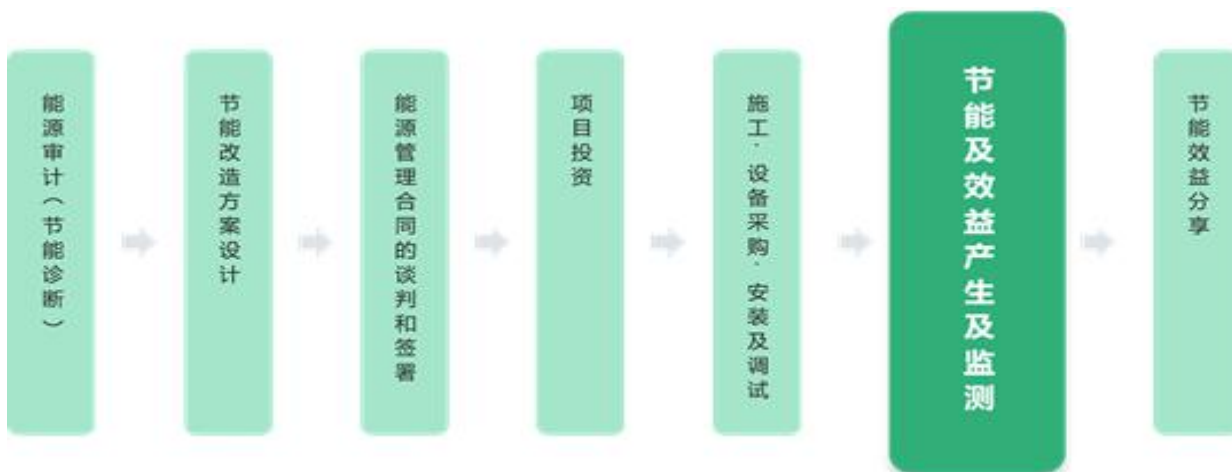 能源审计（节能诊断）
节能改造方案设计
能源管理合同的谈判和签署
项目投资
施工·设备采购·安装及调试
节能及效益产生及监测
节能效益分享